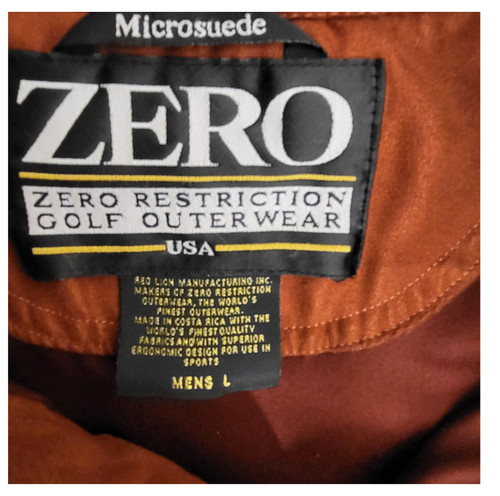 Microsuede
ZERO
ZERO RESTRICTION
GOLF OUTERWEAR
USA
RED LION MANUFACTURING INC.
MAKERS OF ZERO RESTRICTION
OUTERWEAR, THE WORLD'S
FINEST OUTERWEAR.
MADE IN COSTA RICA WITH THE
WORLD'S FINEST QUALITY
FABRICS AND WITH SUPERIOR
ERGONOMIC DESIGN FOR USE IN
SPORTS
MENS L